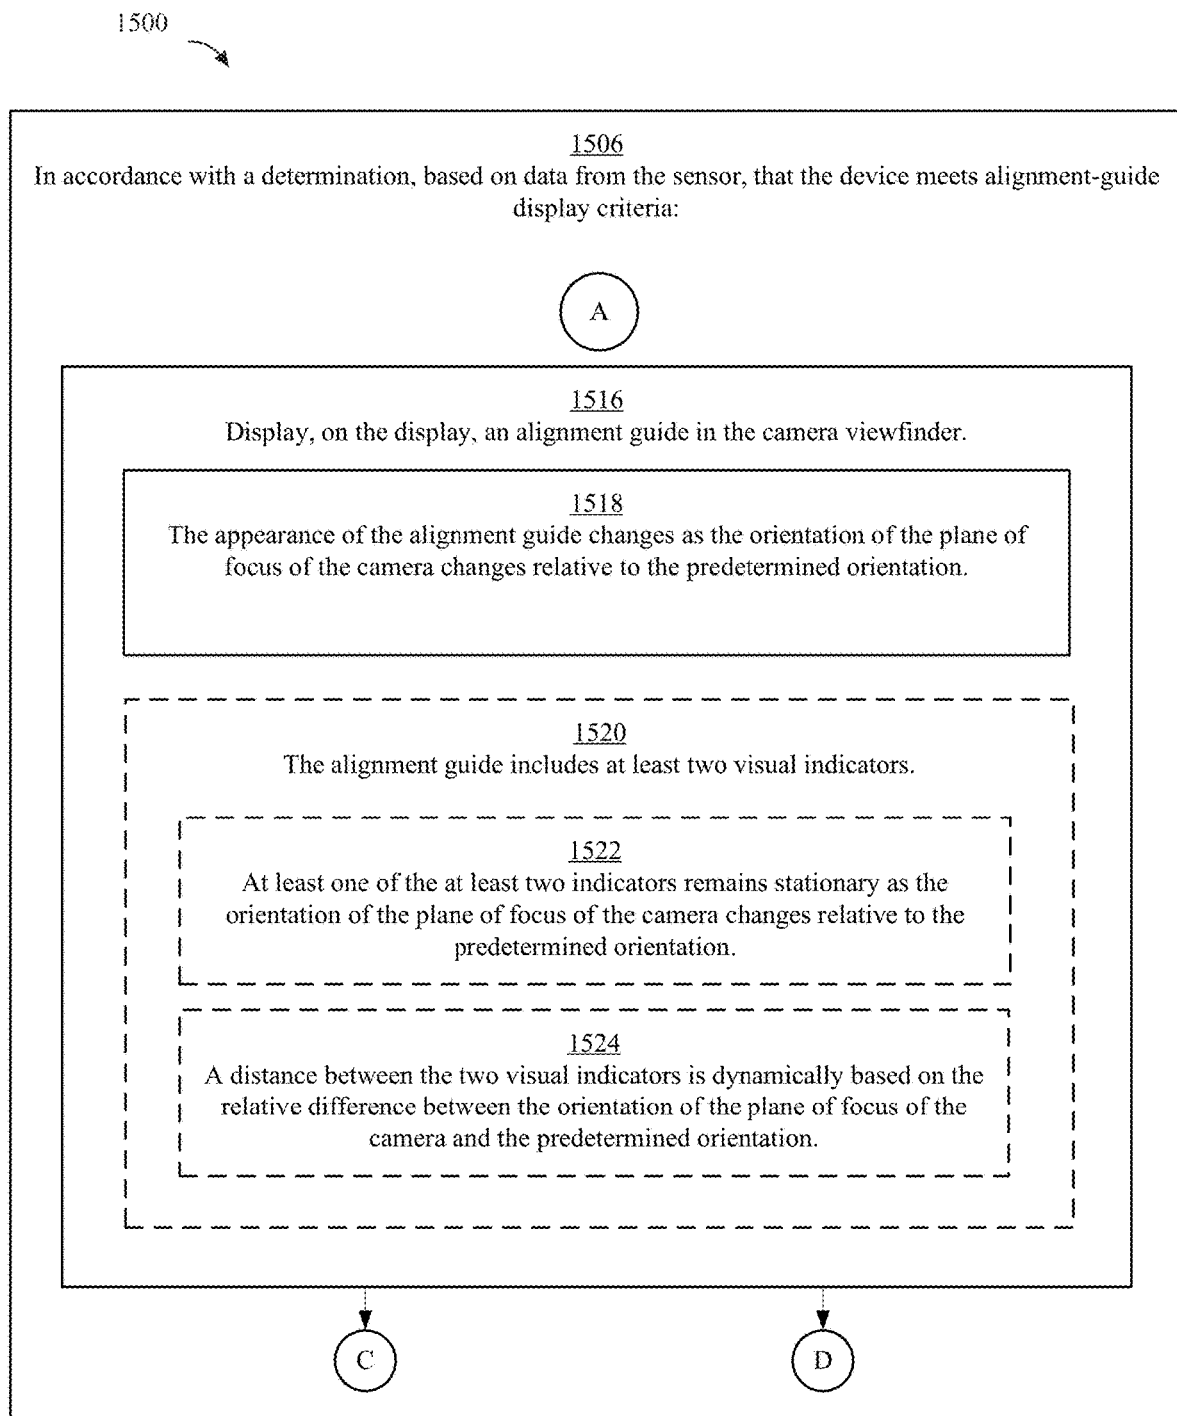 1500
1506
In accordance with a determination, based on data from the sensor, that the device meets alignment-guide
display criteria:
A
1516
Display, on the display, an alignment guide in the camera viewfinder.
1518
The appearance of the alignment guide changes as the orientation of the plane of
focus of the camera changes relative to the predetermined orientation.
1520
The alignment guide includes at least two visual indicators.
1522
At least one of the at least two indicators remains stationary as the
orientation of the plane of focus of the camera changes relative to the
predetermined orientation.
1524
A distance between the two visual indicators is dynamically based on the
relative difference between the orientation of the plane of focus of the
camera and the predetermined orientation.
C
D